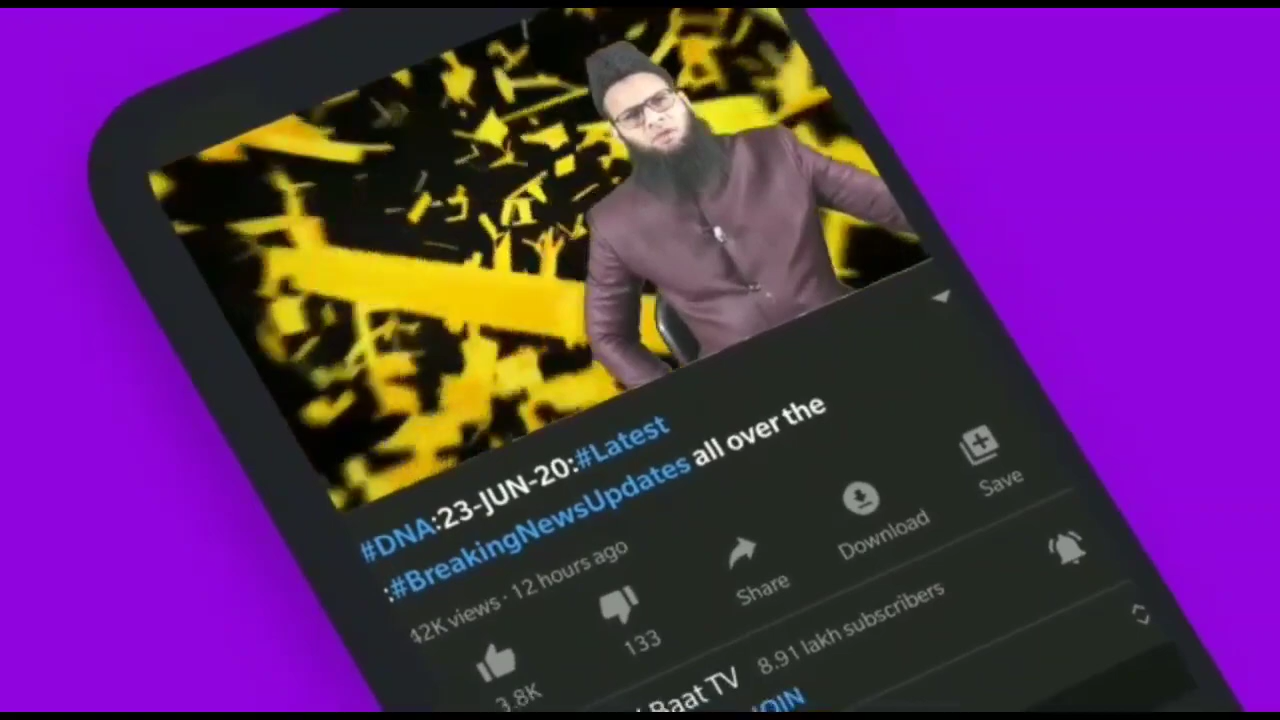 #DNA:23-JUN-20:#Latest
:#BreakingNewsUpdates all over the
42K views · 12 hours ago
3.8K
133
Share
Download
Save
Baat TV 8.91 lakh subscribers
JOIN